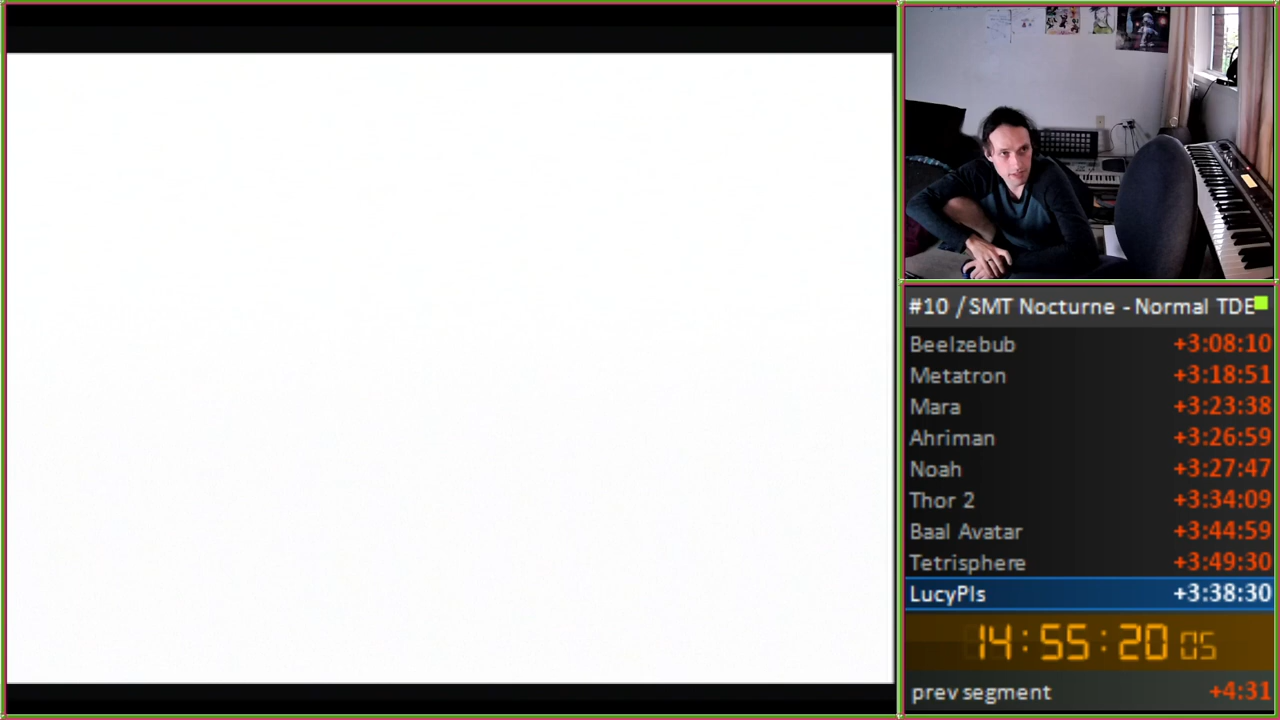 #10 / SMT Nocturne - Normal TDE
Beelzebub +3:08:10
Metatron +3:18:51
Mara +3:23:38
Ahriman +3:26:59
Noah +3:27:47
Thor 2 +3:34:09
Baal Avatar +3:44:59
Tetrisphere +3:49:30
LucyPls +3:38:30
14:55:20 05
prev segment +4:31